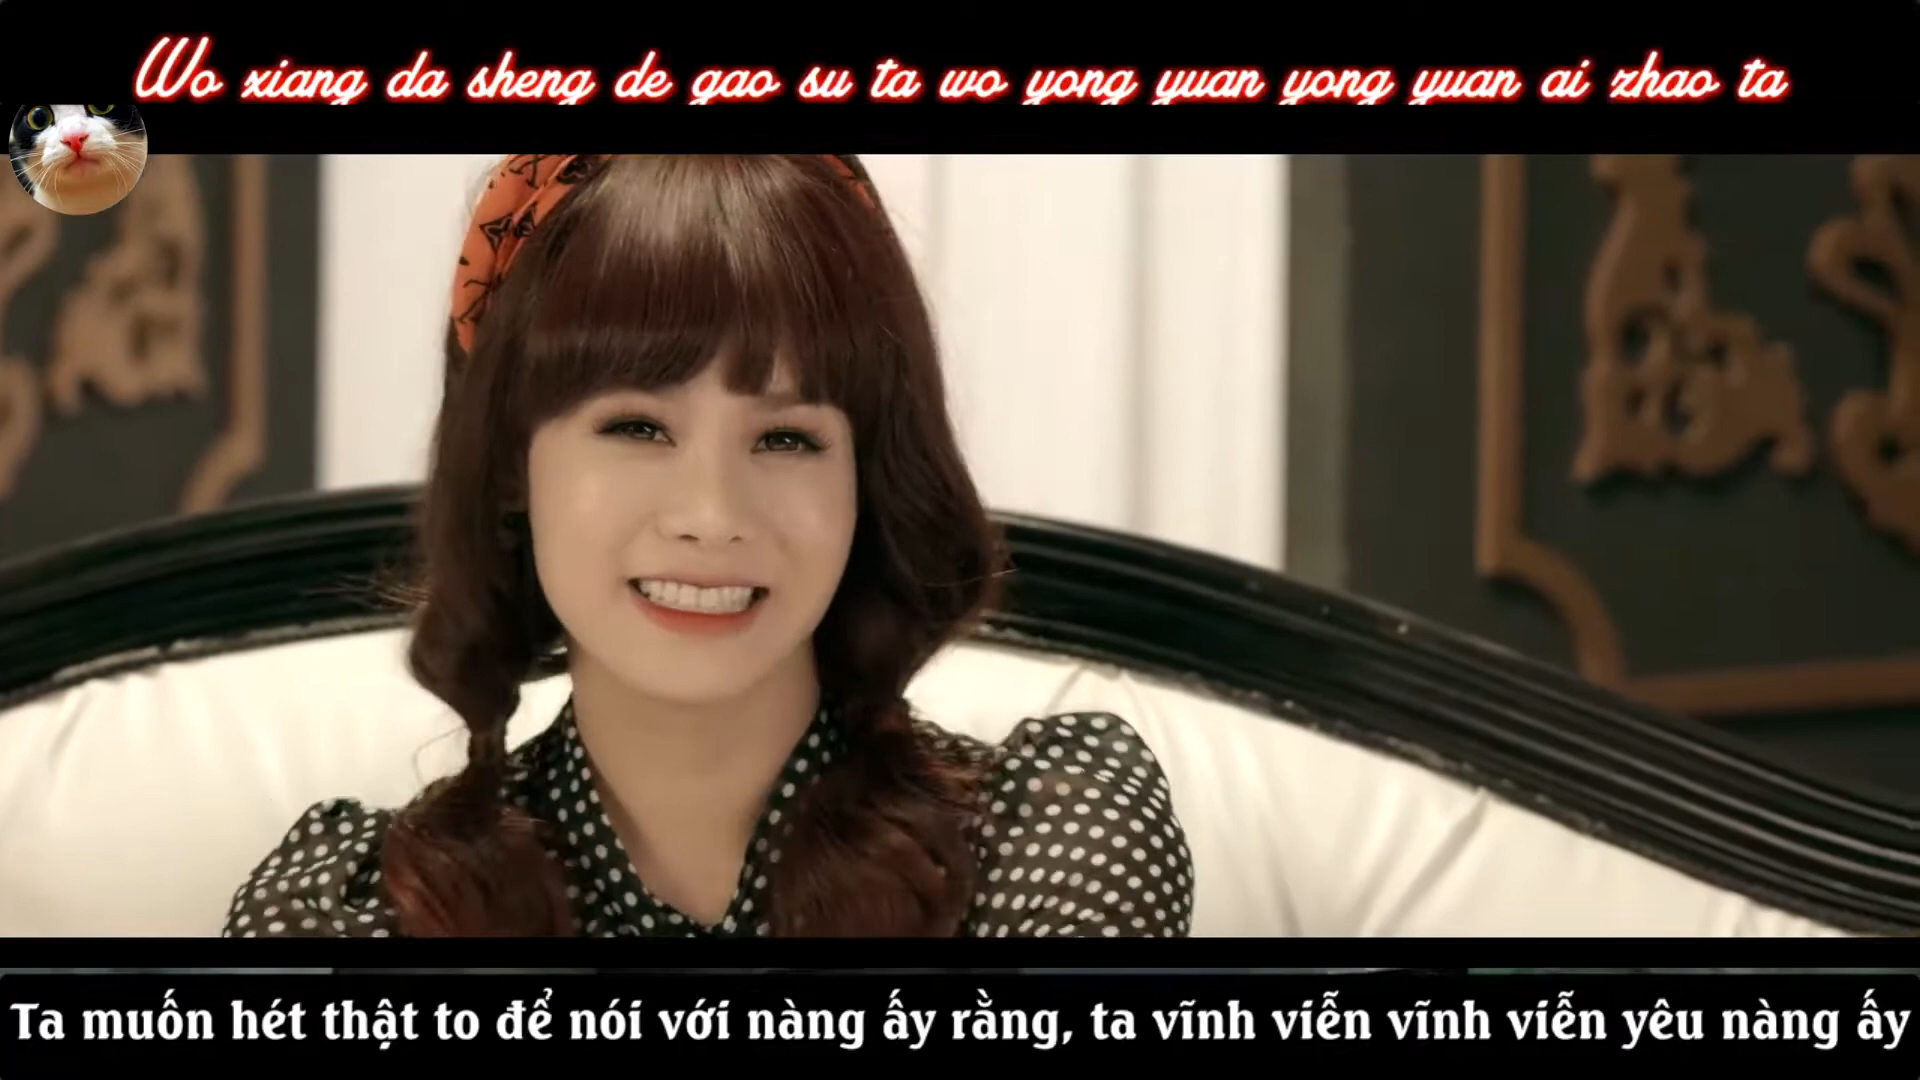 Wo xiang da sheng de gao su ta wo yong yuan yong yuan ai zhao ta
Ta muốn hét thật to để nói với nàng ấy rằng, ta vĩnh viễn vĩnh viễn yêu nàng ấy